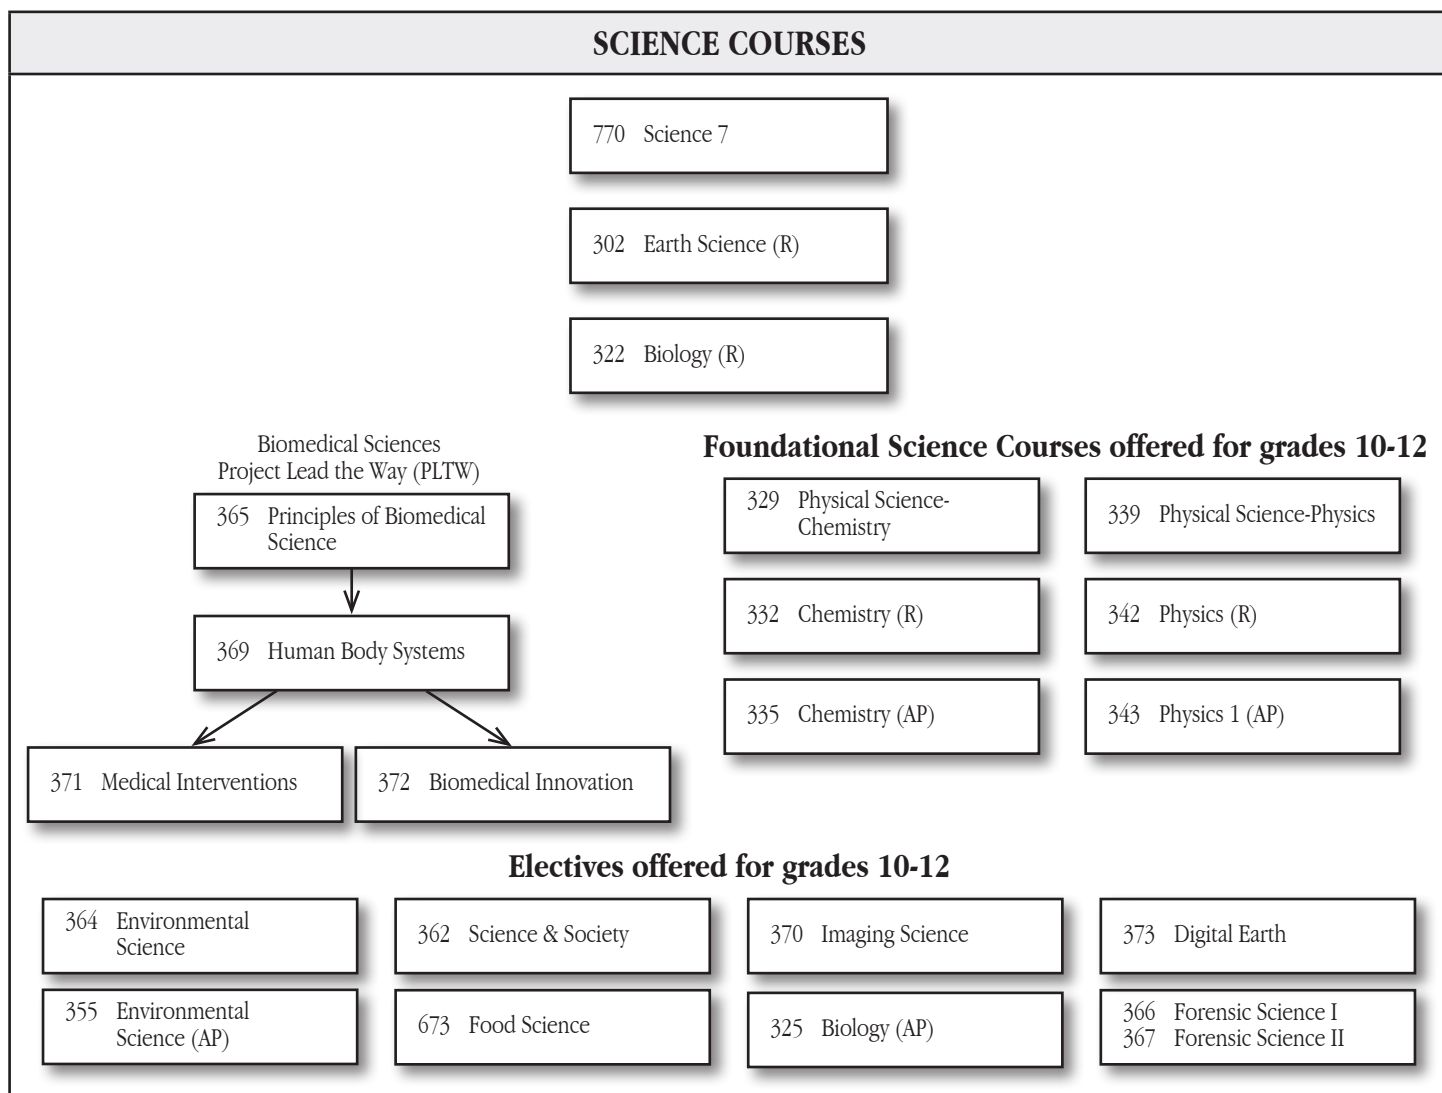 SCIENCE COURSES
770 Science 7
302 Earth Science (R)
322 Biology (R)
Biomedical Sciences
Project Lead the Way (PLTW)
365 Principles of Biomedical
Science
369 Human Body Systems
371 Medical Interventions
372 Biomedical Innovation
Foundational Science Courses offered for grades 10-12
329 Physical Science-
Chemistry
339 Physical Science-Physics
332 Chemistry (R)
342 Physics (R)
335 Chemistry (AP)
343 Physics 1 (AP)
Electives offered for grades 10-12
364 Environmental
Science
362 Science & Society
370 Imaging Science
373 Digital Earth
355 Environmental
Science (AP)
673 Food Science
325 Biology (AP)
366 Forensic Science I
367 Forensic Science II